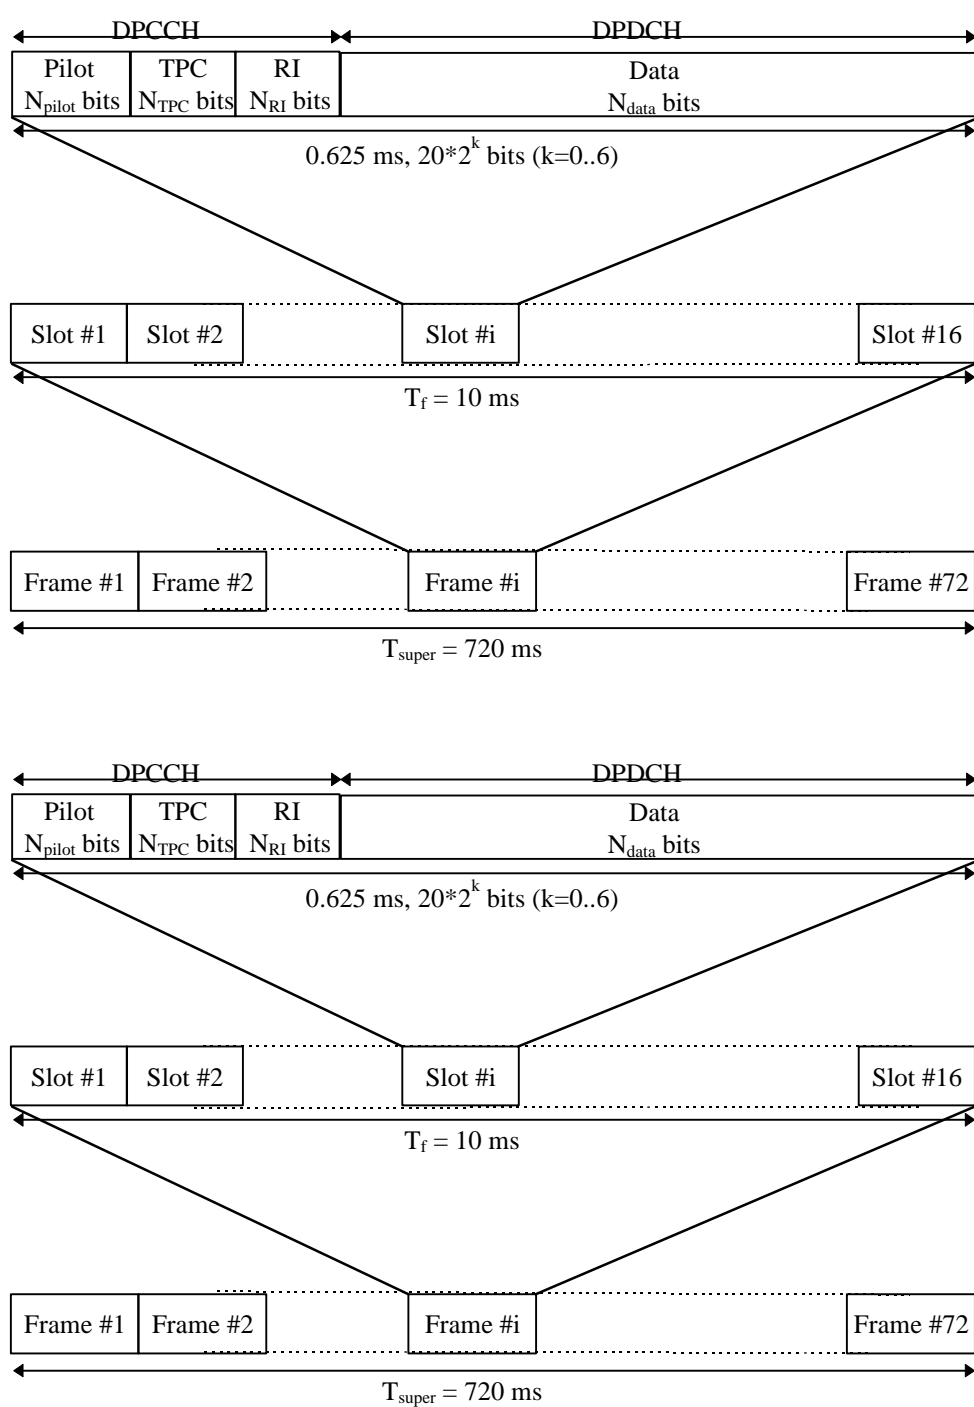 DPCCH DPDCH
Pilot TPC RI Data
N_pilot bits N_TPC bits N_RI bits N_data bits
0.625 ms, 20*2^k bits (k=0..6)
Slot #1 Slot #2 Slot #i Slot #16
T_f = 10 ms
Frame #1 Frame #2 Frame #i Frame #72
T_super = 720 ms
DPCCH DPDCH
Pilot TPC RI Data
N_pilot bits N_TPC bits N_RI bits N_data bits
0.625 ms, 20*2^k bits (k=0..6)
Slot #1 Slot #2 Slot #i Slot #16
T_f = 10 ms
Frame #1 Frame #2 Frame #i Frame #72
T_super = 720 ms